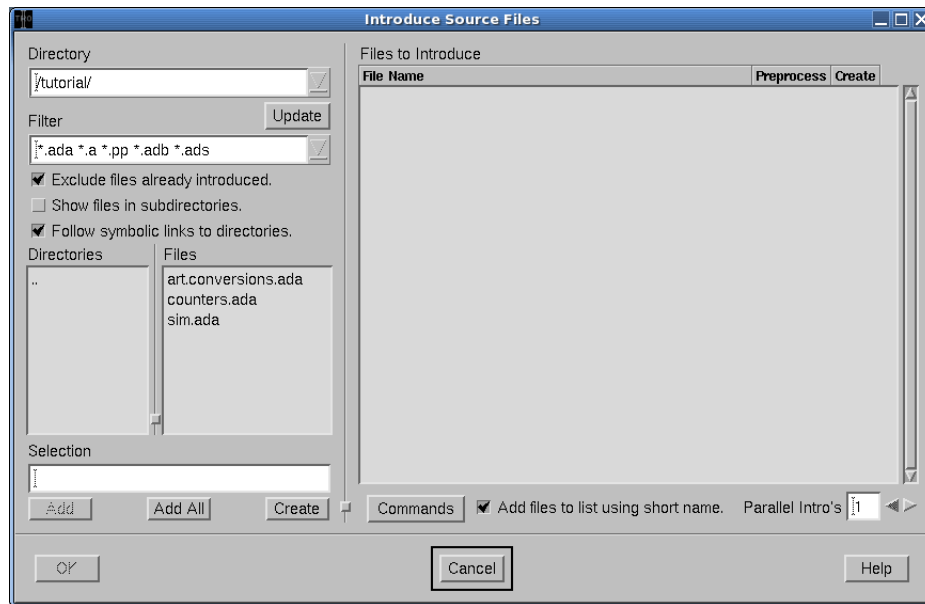 Introduce Source Files
Directory
/tutorial/
Update
Filter
*.ada *.a *.pp *.adb *.ads
Exclude files already introduced.
Show files in subdirectories.
Follow symbolic links to directories.
Directories
Files
..
art.conversions.ada
counters.ada
sim.ada
Selection
Add
Add All
Create
Files to Introduce
File Name
Preprocess
Create
Commands
Add files to list using short name.
Parallel Intro's
1
OK
Cancel
Help